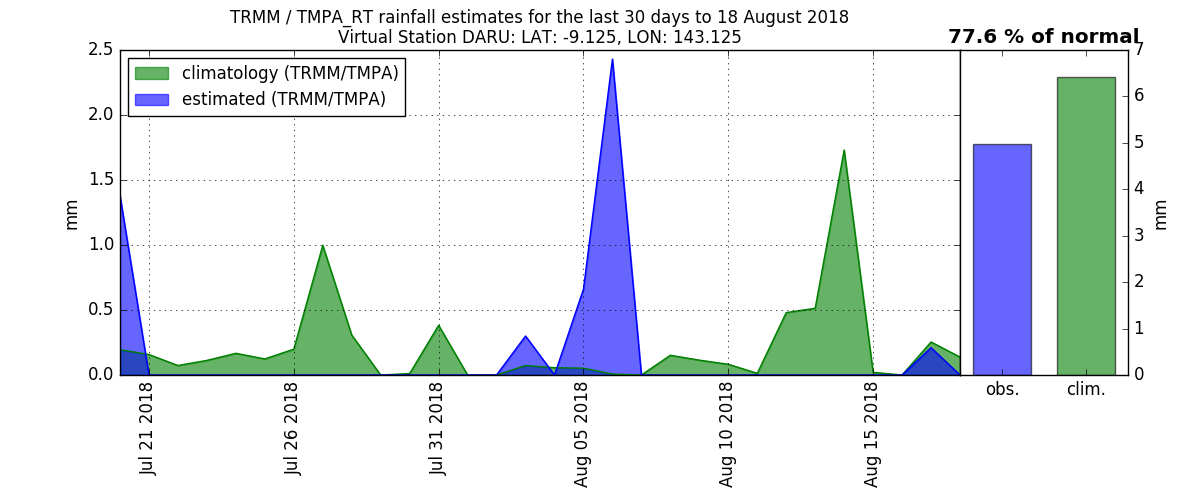 TRMM / TMPA_RT rainfall estimates for the last 30 days to 18 August 2018
Virtual Station DARU: LAT: -9.125, LON: 143.125
77.6 % of normal
climatology (TRMM/TMPA)
estimated (TRMM/TMPA)
mm
2.5
2.0
1.5
1.0
0.5
0.0
Jul 21 2018
Jul 26 2018
Jul 31 2018
Aug 05 2018
Aug 10 2018
Aug 15 2018
7
6
5
4
3
2
1
0
mm
obs.
clim.